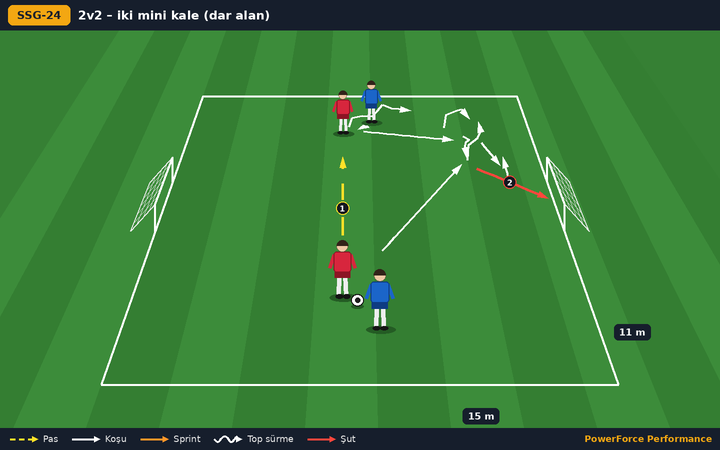 SSG-24 2v2 – iki mini kale (dar alan)
1
2
11 m
15 m
Pas Koşu Sprint Top sürme Şut PowerForce Performance